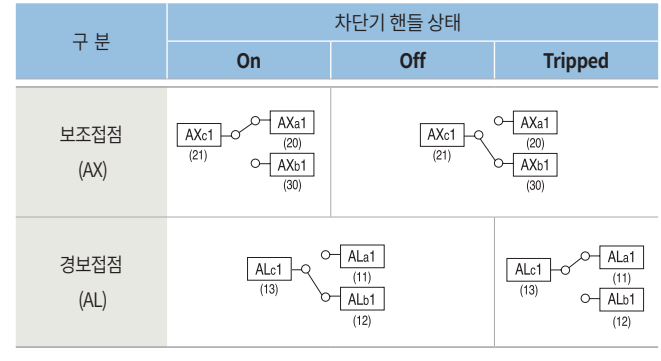 구 분
차단기 핸들 상태
On
Off
Tripped
보조접점
(AX)
AXc1
(21)
AXa1
(20)
AXb1
(30)
AXc1
(21)
AXa1
(20)
AXb1
(30)
경보접점
(AL)
ALc1
(13)
ALa1
(11)
ALb1
(12)
ALc1
(13)
ALa1
(11)
ALb1
(12)